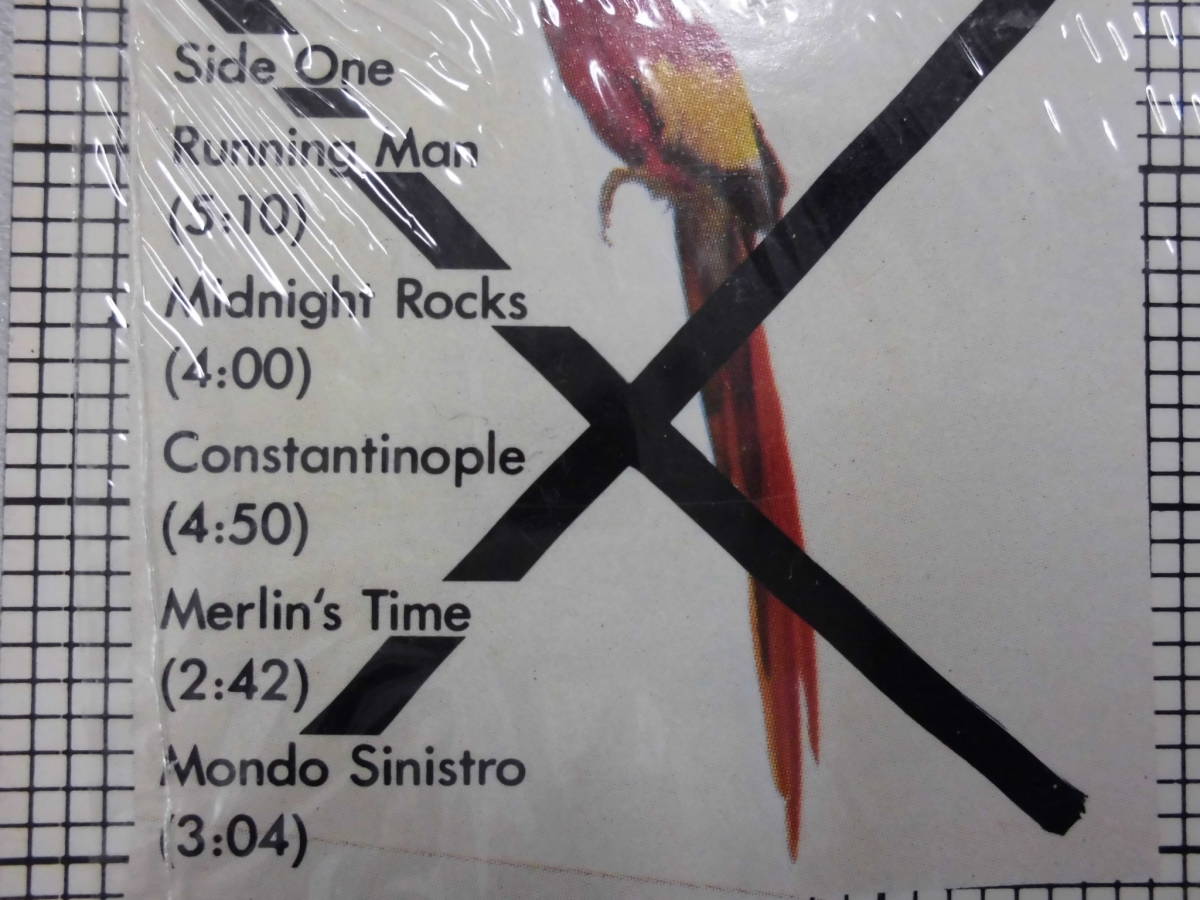 Side One
Running Man
(5:10)
Midnight Rocks
(4:00)
Constantinople
(4:50)
Merlin's Time
(2:42)
Mondo Sinistro
(3:04)